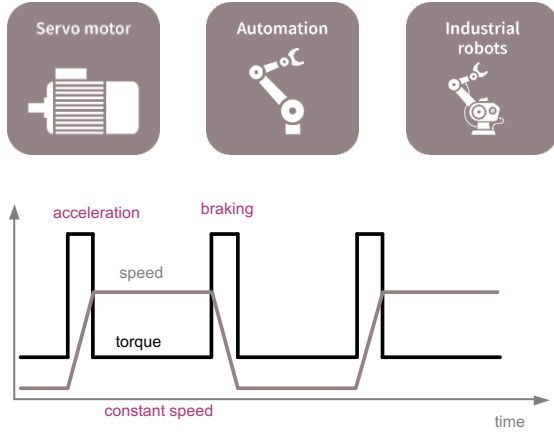 Servo motor
Automation
Industrial
robots
acceleration
braking
speed
torque
constant speed
time